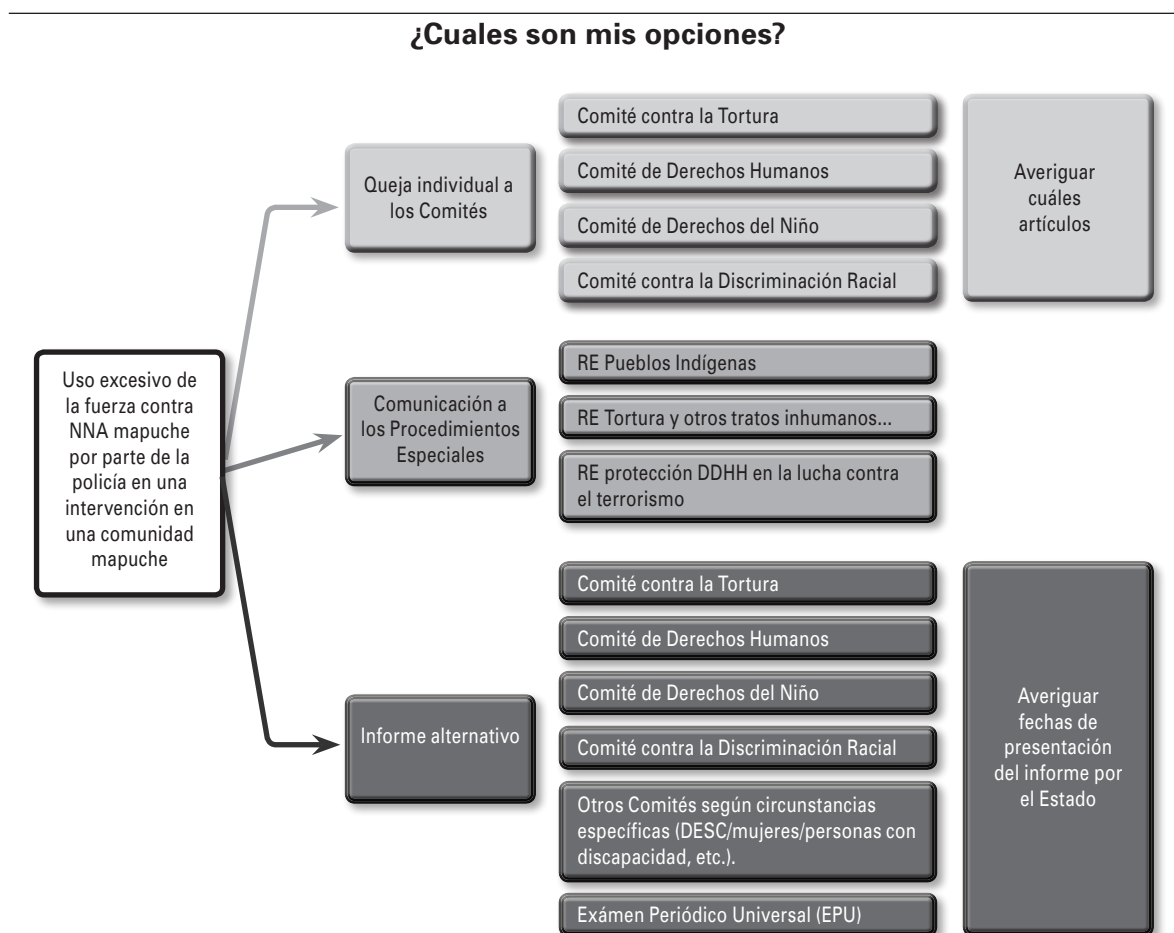 ¿Cuales son mis opciones?
Uso excesivo de
la fuerza contra
NNA mapuche
por parte de la
policía en una
intervención en
una comunidad
mapuche
Queja individual a
los Comités
Comité contra la Tortura
Comité de Derechos Humanos
Comité de Derechos del Niño
Comité contra la Discriminación Racial
Averiguar
cuáles
artículos
Comunicación a
los Procedimientos
Especiales
RE Pueblos Indígenas
RE Tortura y otros tratos inhumanos...
RE protección DDHH en la lucha contra
el terrorismo
Informe alternativo
Comité contra la Tortura
Comité de Derechos Humanos
Comité de Derechos del Niño
Comité contra la Discriminación Racial
Otros Comités según circunstancias
específicas (DESC/mujeres/personas con
discapacidad, etc.).
Exámen Periódico Universal (EPU)
Averiguar
fechas de
presentación
del informe por
el Estado